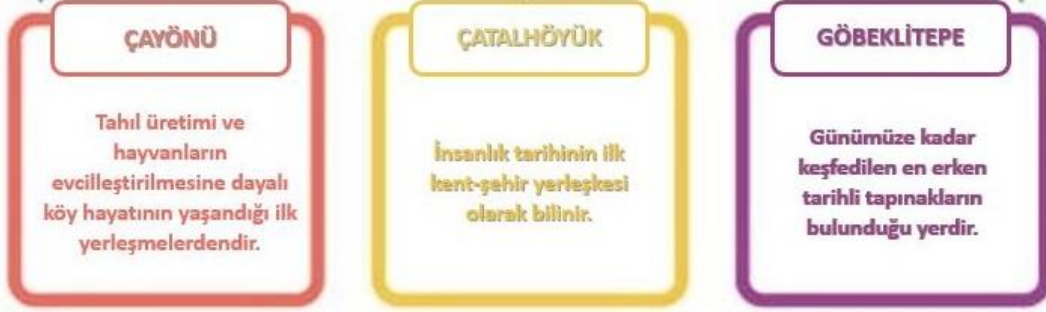 ÇAYÖNÜ
Tahıl üretimi ve
hayvanların
evcilleştirilmesine dayalı
köy hayatının yaşandığı ilk
yerleşmelerdendir.
ÇATALHÖYÜK
İnsanlık tarihinin ilk
kent-şehir yerleşkesi
olarak bilinir.
GÖBEKLİTEPE
Günümüze kadar
keşfedilen en erken
tarihli tapınakların
bulunduğu yerdir.